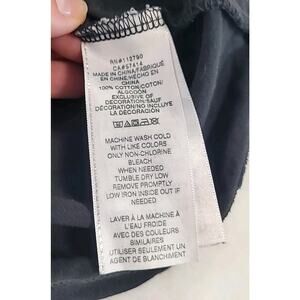 RN#112790
CA#57414
MADE IN CHINA/FABRIQUÉ
EN CHINE/HECHO EN
CHINA
100% COTTON/COTON/
ALGODON
EXCLUSIVE OF
DECORATION/SAUF
DÉCORATION/NO INCLUYE
LA DECORACIÓN
MACHINE WASH COLD
WITH LIKE COLORS
ONLY NON-CHLORINE
BLEACH
WHEN NEEDED
TUMBLE DRY LOW
REMOVE PROMPTLY
LOW IRON INSIDE OUT IF
NEEDED
LAVER À LA MACHINE À
L'EAU FROIDE
AVEC DES COULEURS
SIMILAIRES
UTILISER SEULEMENT UN
AGENT DE BLANCHIMENT